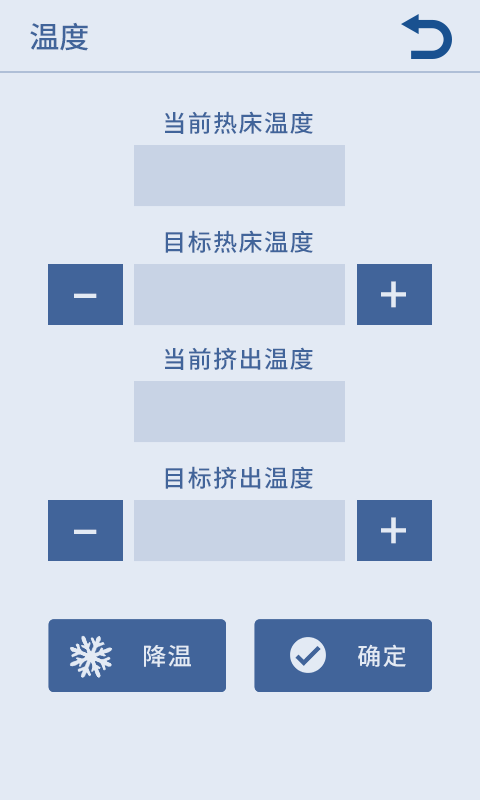 温度
当前热床温度
目标热床温度
− +
当前挤出温度
目标挤出温度
− +
降温 确定